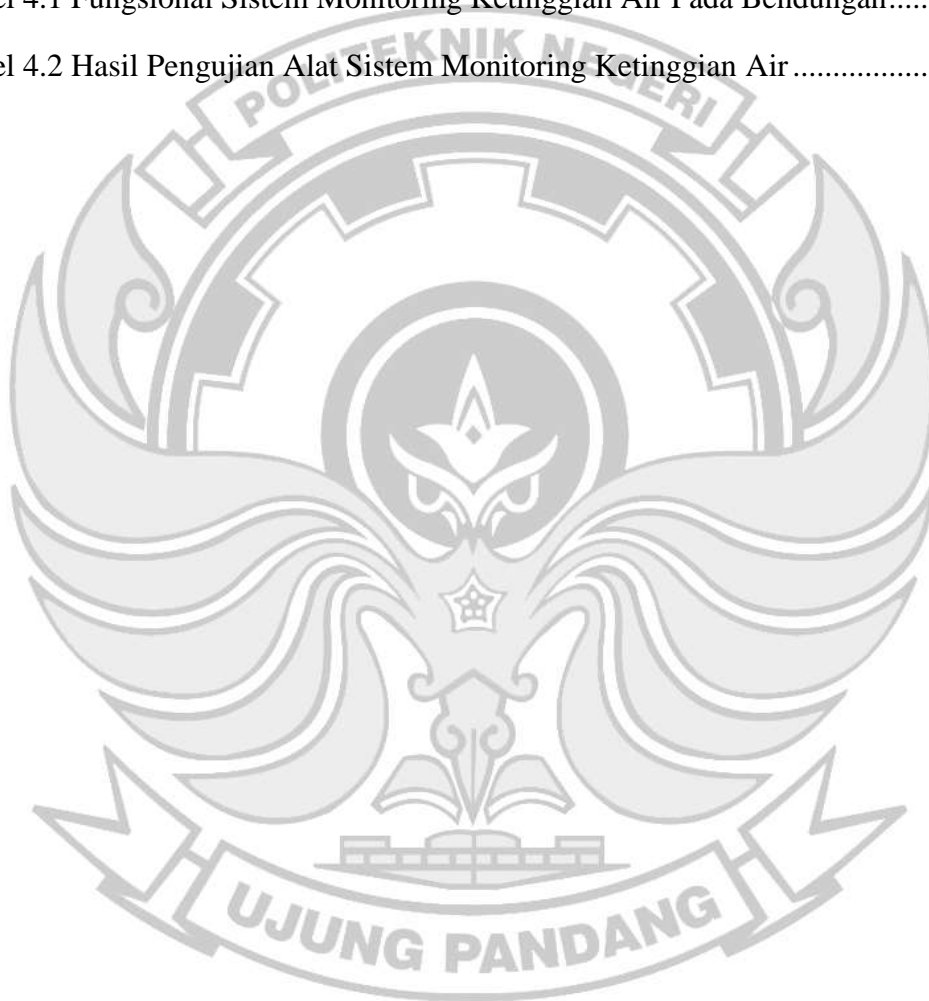 el 4.1 Fungsional Sistem Monitoring Ketinggian Air Pada Bendungan.....
el 4.2 Hasil Pengujian Alat Sistem Monitoring Ketinggian Air.................
POLITEKNIK NEGERI
UJUNG PANDANG